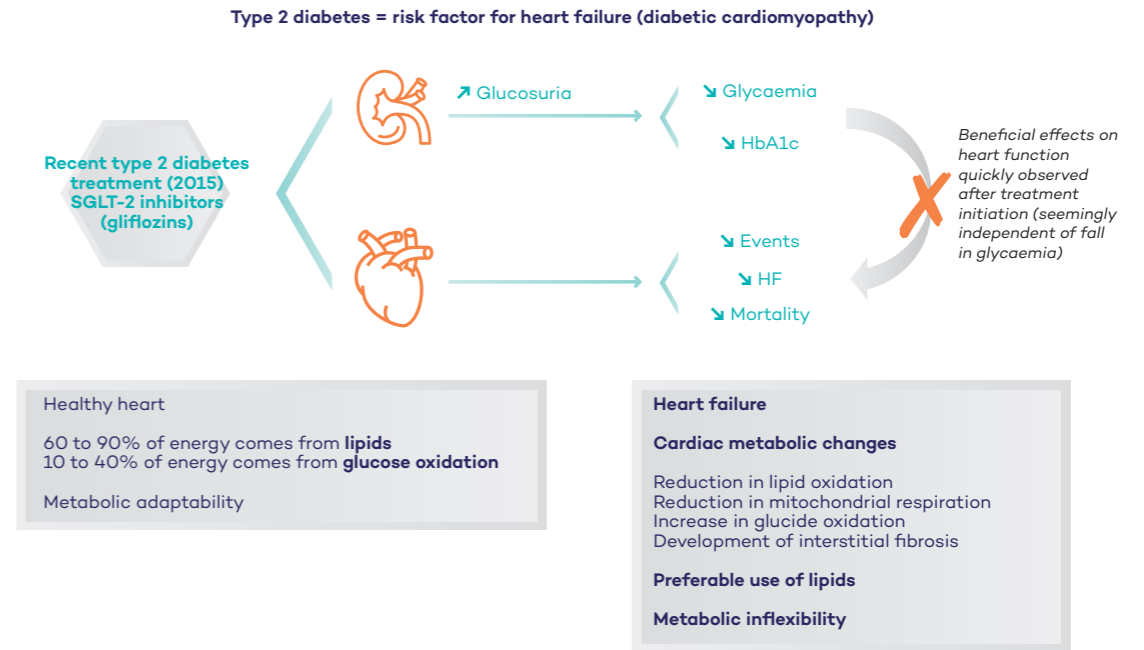 Type 2 diabetes = risk factor for heart failure (diabetic cardiomyopathy)
Recent type 2 diabetes
treatment (2015)
SGLT-2 inhibitors
(gliflozins)
↗ Glucosuria
↘ Glycaemia
↘ HbA1c
↘ Events
↘ HF
↘ Mortality
Beneficial effects on
heart function
quickly observed
after treatment
initiation (seemingly
independent of fall
in glycaemia)
Healthy heart
60 to 90% of energy comes from lipids
10 to 40% of energy comes from glucose oxidation
Metabolic adaptability
Heart failure
Cardiac metabolic changes
Reduction in lipid oxidation
Reduction in mitochondrial respiration
Increase in glucide oxidation
Development of interstitial fibrosis
Preferable use of lipids
Metabolic inflexibility